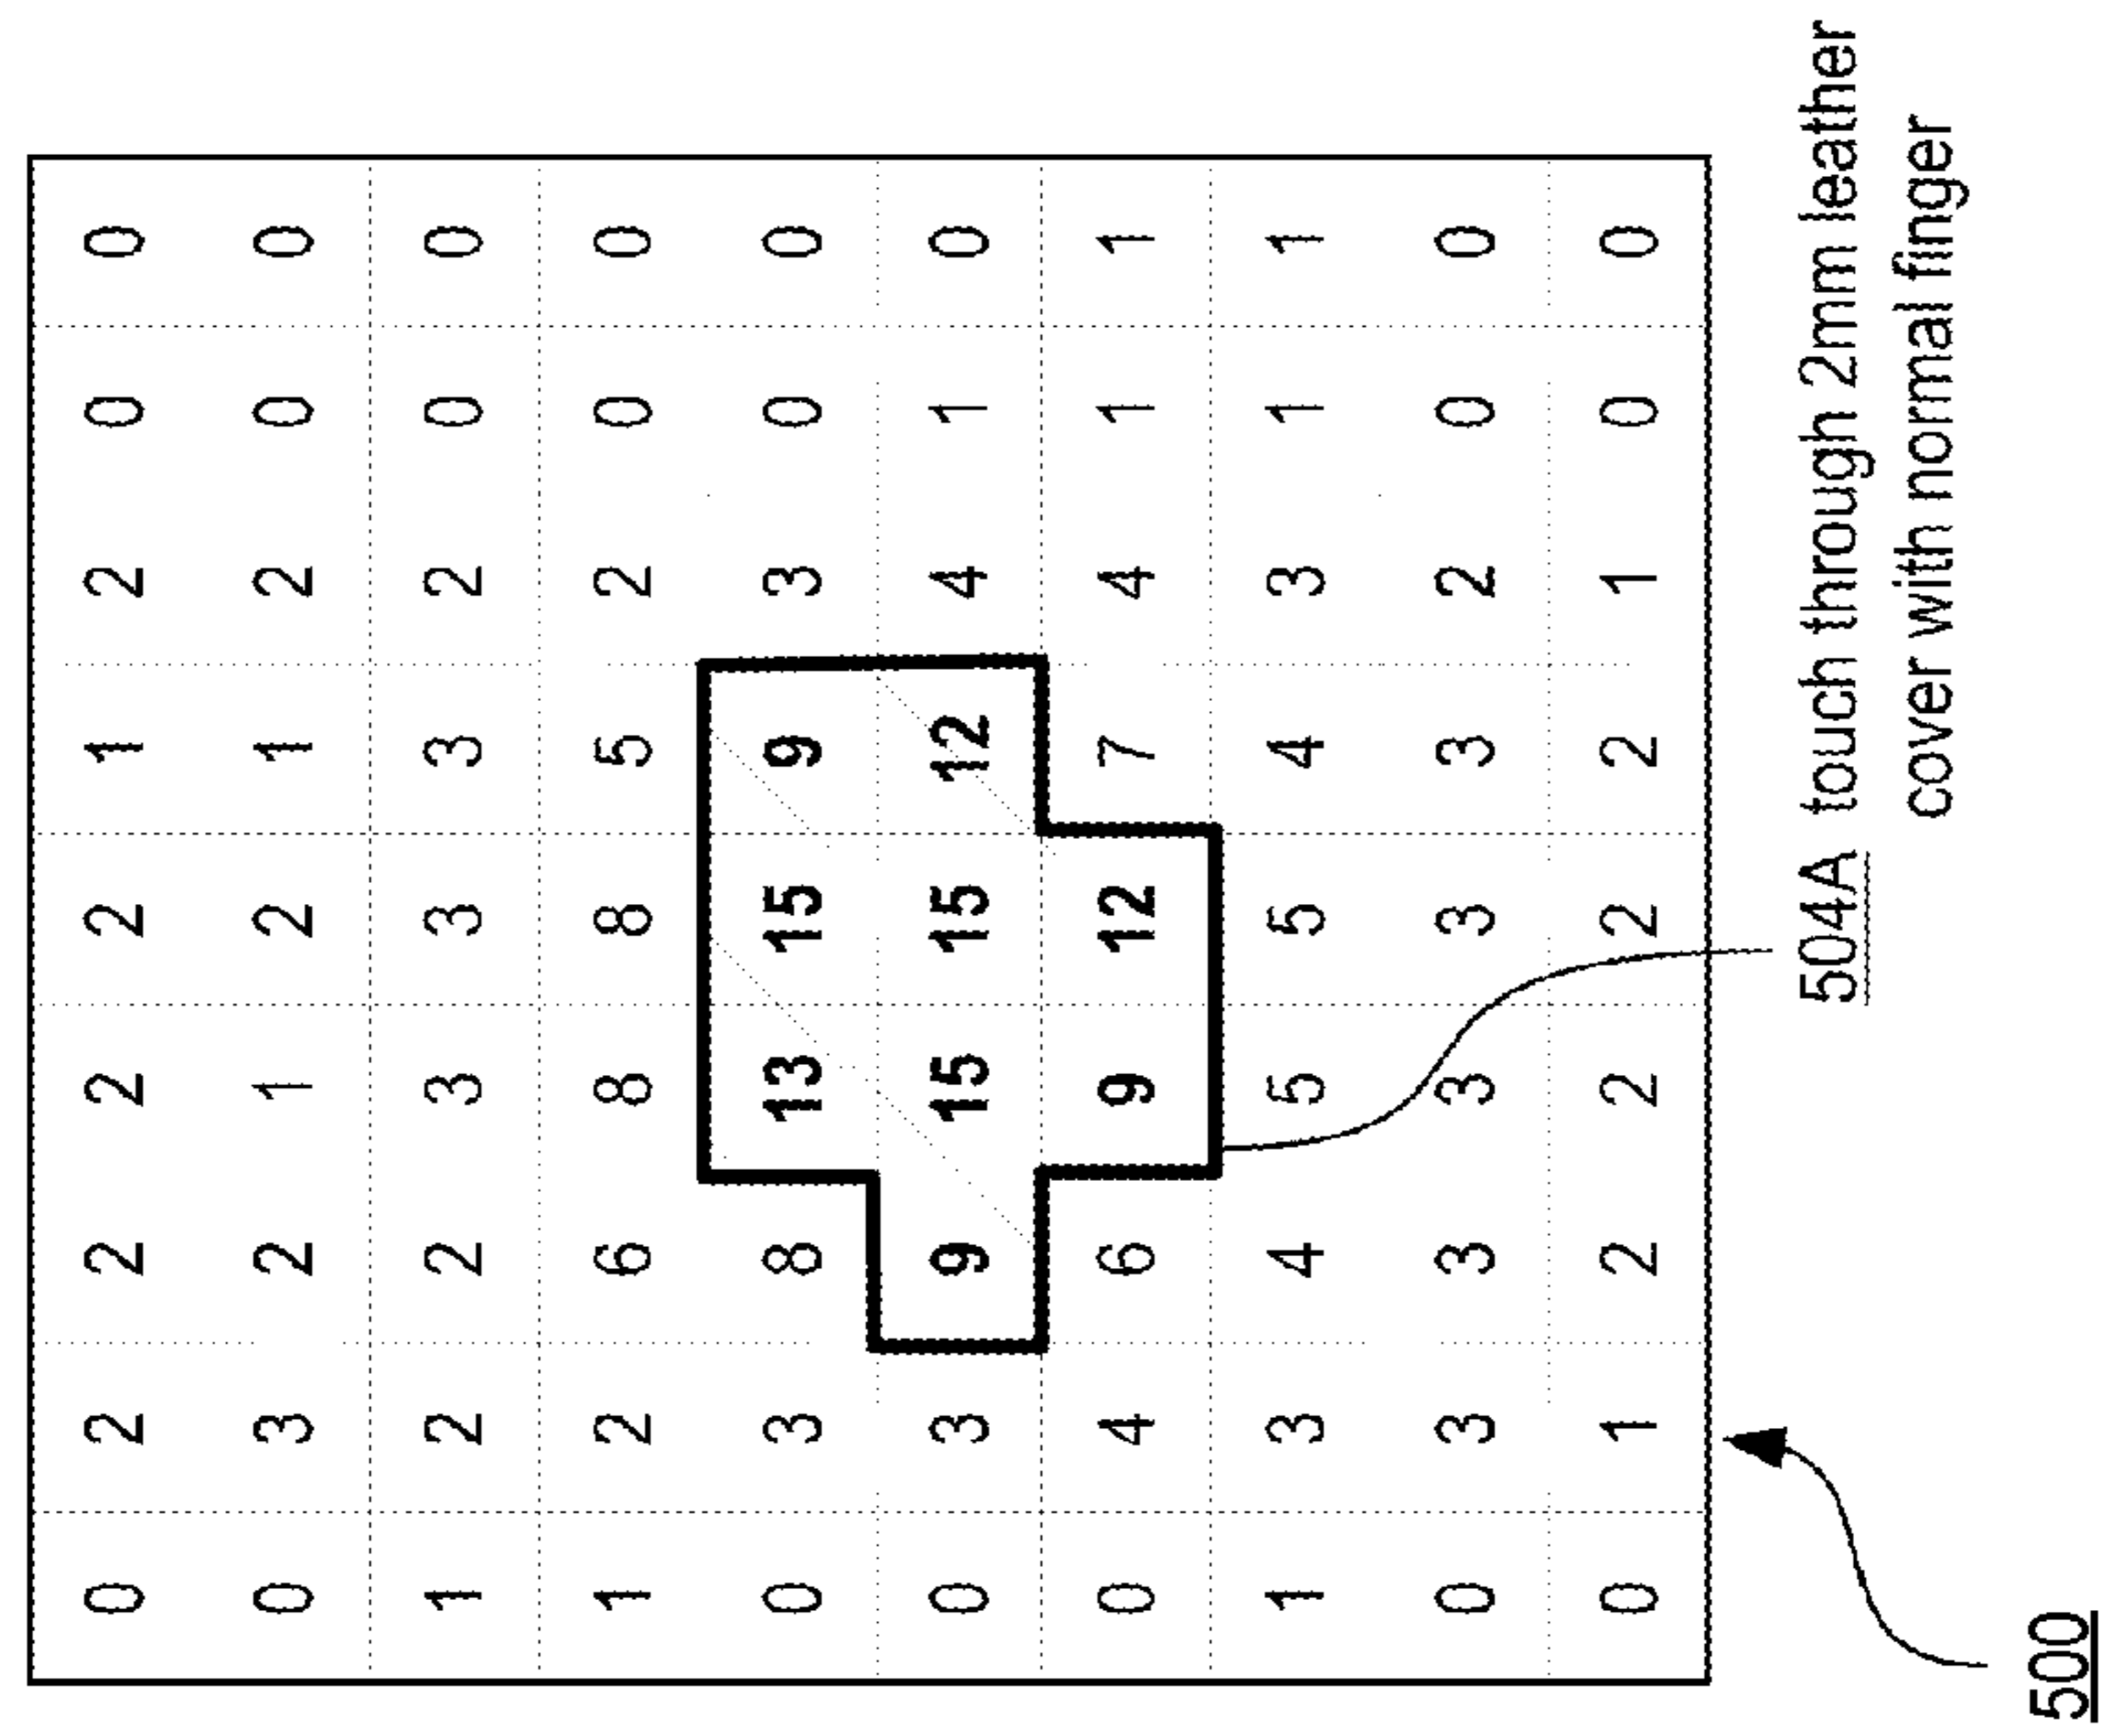 0 2 2 2 2 1 2 0 0
0 3 2 1 2 1 2 0 0
1 2 2 3 3 3 2 0 0
1 2 6 8 8 5 2 0 0
0 3 8 13 15 9 3 0 0
0 3 9 15 15 12 4 1 0
0 4 6 9 12 7 4 1 1
1 3 4 5 5 4 3 1 1
0 3 3 3 3 3 2 0 0
0 1 2 2 2 2 1 0 0
504A touch through 2mm leather
cover with normal finger
500